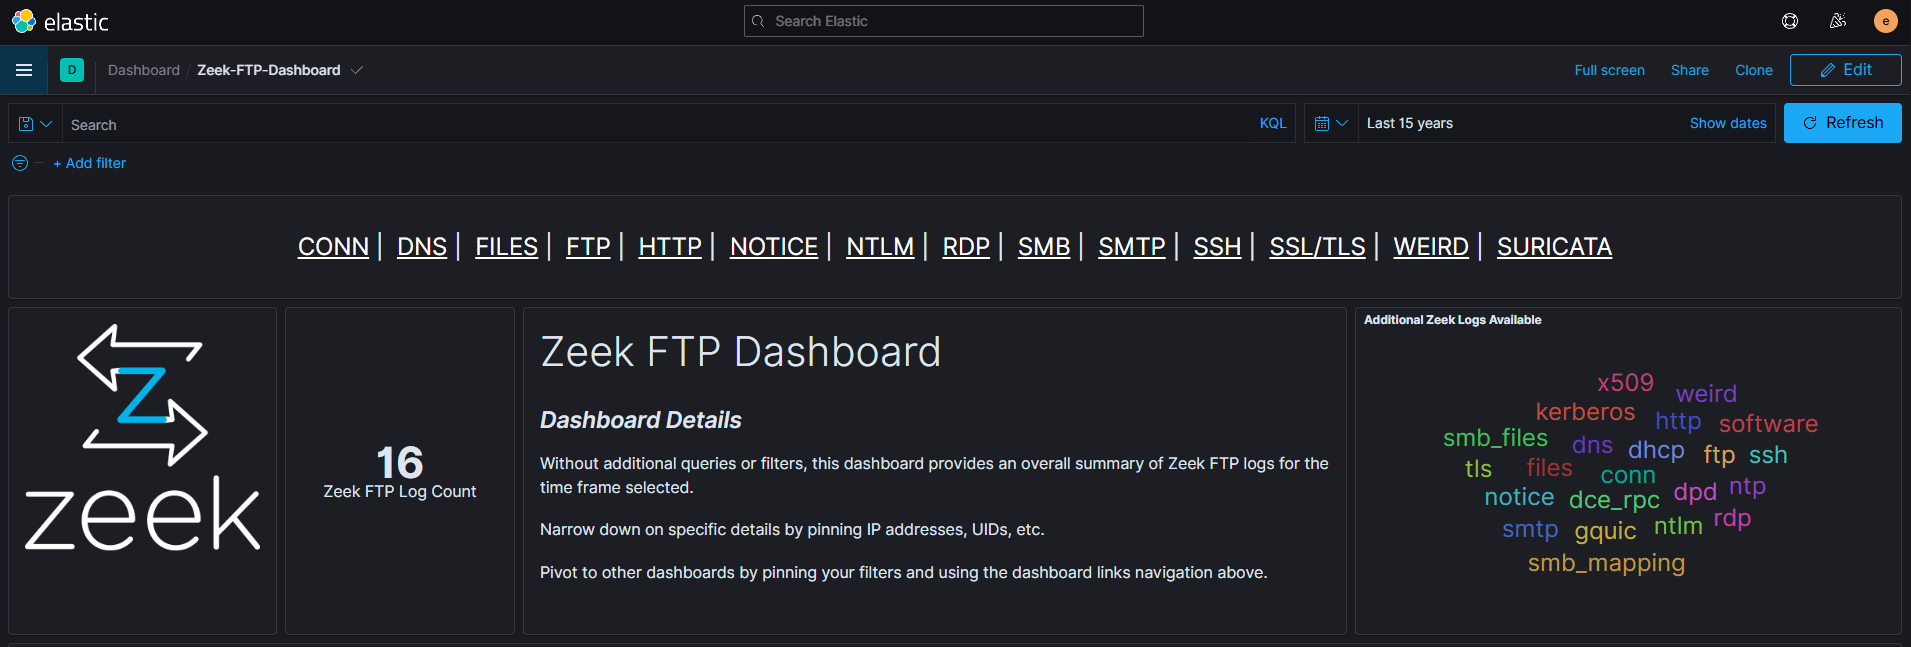 elastic
Search Elastic
e
D
Dashboard / Zeek-FTP-Dashboard
Full screen
Share
Clone
Edit
Search
KQL
Last 15 years
Show dates
Refresh
+ Add filter
CONN | DNS | FILES | FTP | HTTP | NOTICE | NTLM | RDP | SMB | SMTP | SSH | SSL/TLS | WEIRD | SURICATA
Z
zeek
16
Zeek FTP Log Count
Zeek FTP Dashboard
Dashboard Details
Without additional queries or filters, this dashboard provides an overall summary of Zeek FTP logs for the
time frame selected.
Narrow down on specific details by pinning IP addresses, UIDs, etc.
Pivot to other dashboards by pinning your filters and using the dashboard links navigation above.
Additional Zeek Logs Available
x509 weird
kerberos http software
smb_files dns dhcp ftp ssh
tls files conn
notice dce_rpc dpd ntp
smtp gquic ntlm rdp
smb_mapping